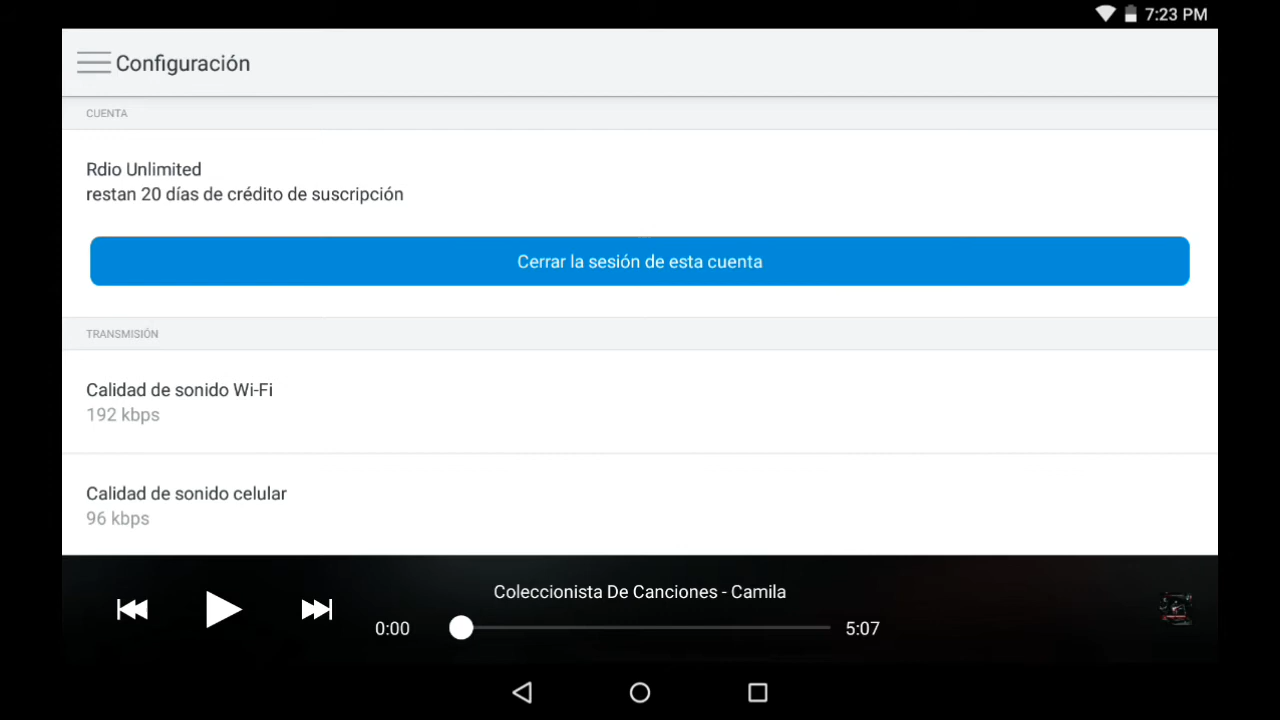 7:23 PM
Configuración
CUENTA
Rdio Unlimited
restan 20 días de crédito de suscripción
Cerrar la sesión de esta cuenta
TRANSMISIÓN
Calidad de sonido Wi-Fi
192 kbps
Calidad de sonido celular
96 kbps
Coleccionista De Canciones - Camila
0:00
5:07